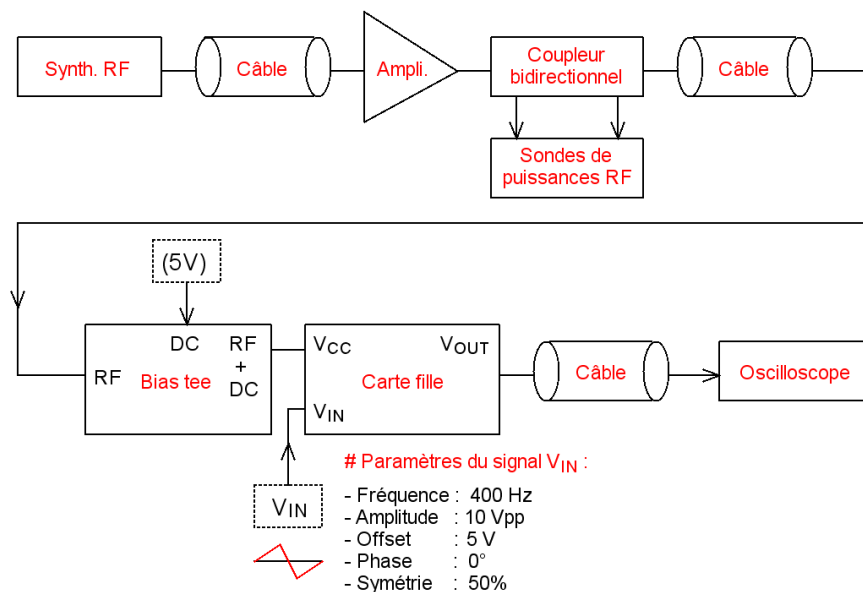 Synth. RF
Câble
Ampli.
Coupleur
bidirectionnel
Câble
Sondes de
puissances RF
(5V)
DC
RF
+
DC
RF
Bias tee
VCC
VOUT
Carte fille
VIN
Câble
Oscilloscope
VIN
# Paramètres du signal VIN :
- Fréquence : 400 Hz
- Amplitude : 10 Vpp
- Offset : 5 V
- Phase : 0°
- Symétrie : 50%